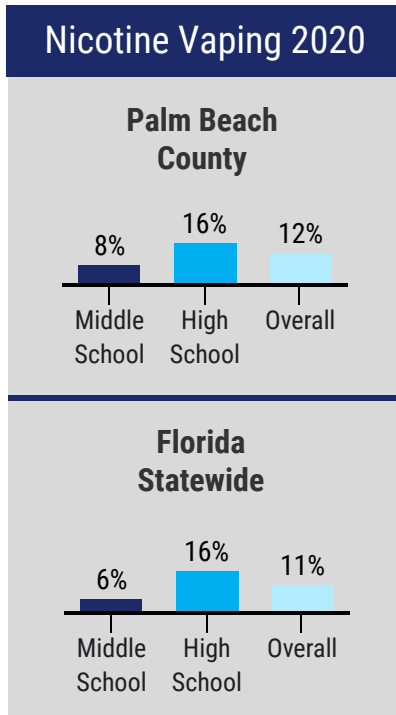 Nicotine Vaping 2020
Palm Beach
County
8%
16%
12%
Middle
School
High
School
Overall
Florida
Statewide
6%
16%
11%
Middle
School
High
School
Overall